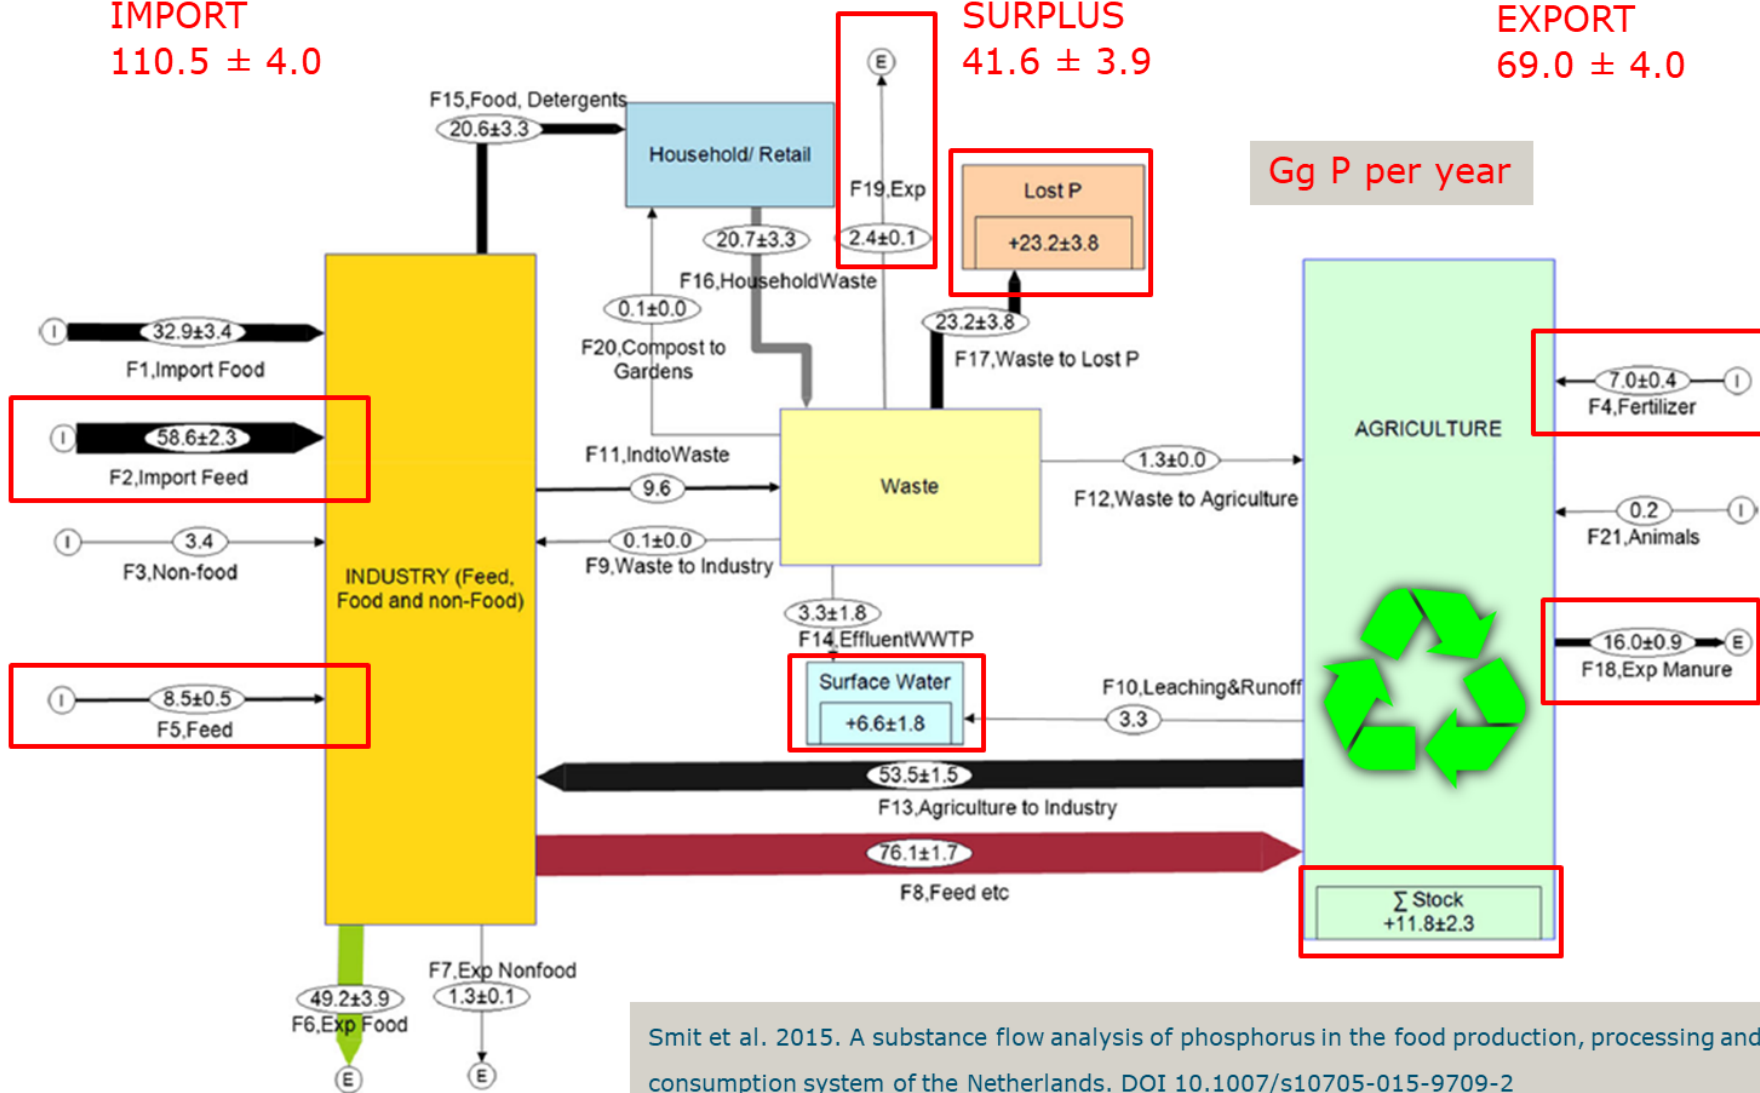 IMPORT
110.5 ± 4.0
SURPLUS
41.6 ± 3.9
EXPORT
69.0 ± 4.0
Gg P per year
F15,Food, Detergents
20.6±3.3
Household/ Retail
E
F19,Exp
2.4±0.1
Lost P
+23.2±3.8
20.7±3.3
F16,HouseholdWaste
0.1±0.0
F20,Compost to
Gardens
23.2±3.8
F17,Waste to Lost P
I
32.9±3.4
F1,Import Food
I
58.6±2.3
F2,Import Feed
I
3.4
F3,Non-food
I
8.5±0.5
F5,Feed
INDUSTRY (Feed,
Food and non-Food)
F11,IndtoWaste
9.6
0.1±0.0
F9,Waste to Industry
Waste
1.3±0.0
F12,Waste to Agriculture
3.3±1.8
F14,EffluentWWTP
Surface Water
+6.6±1.8
F10,Leaching&Runoff
3.3
53.5±1.5
F13,Agriculture to Industry
76.1±1.7
F8,Feed etc
AGRICULTURE
7.0±0.4
I
F4,Fertilizer
0.2
I
F21,Animals
16.0±0.9
E
F18,Exp Manure
∑ Stock
+11.8±2.3
49.2±3.9
F6,Exp Food
E
F7,Exp Nonfood
1.3±0.1
E
Smit et al. 2015. A substance flow analysis of phosphorus in the food production, processing and
consumption system of the Netherlands. DOI 10.1007/s10705-015-9709-2